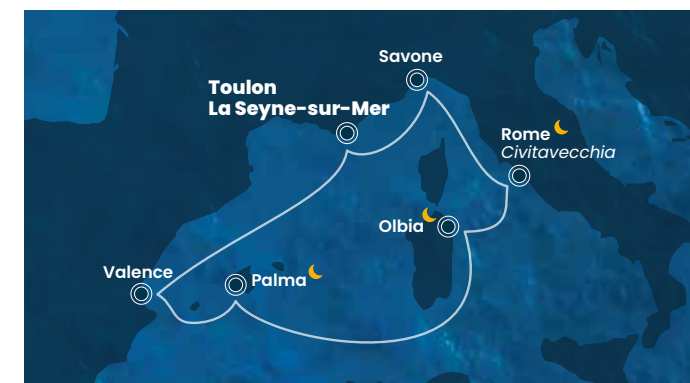 Savone
Toulon
La Seyne-sur-Mer
Rome
Civitavecchia
Olbia
Valence
Palma